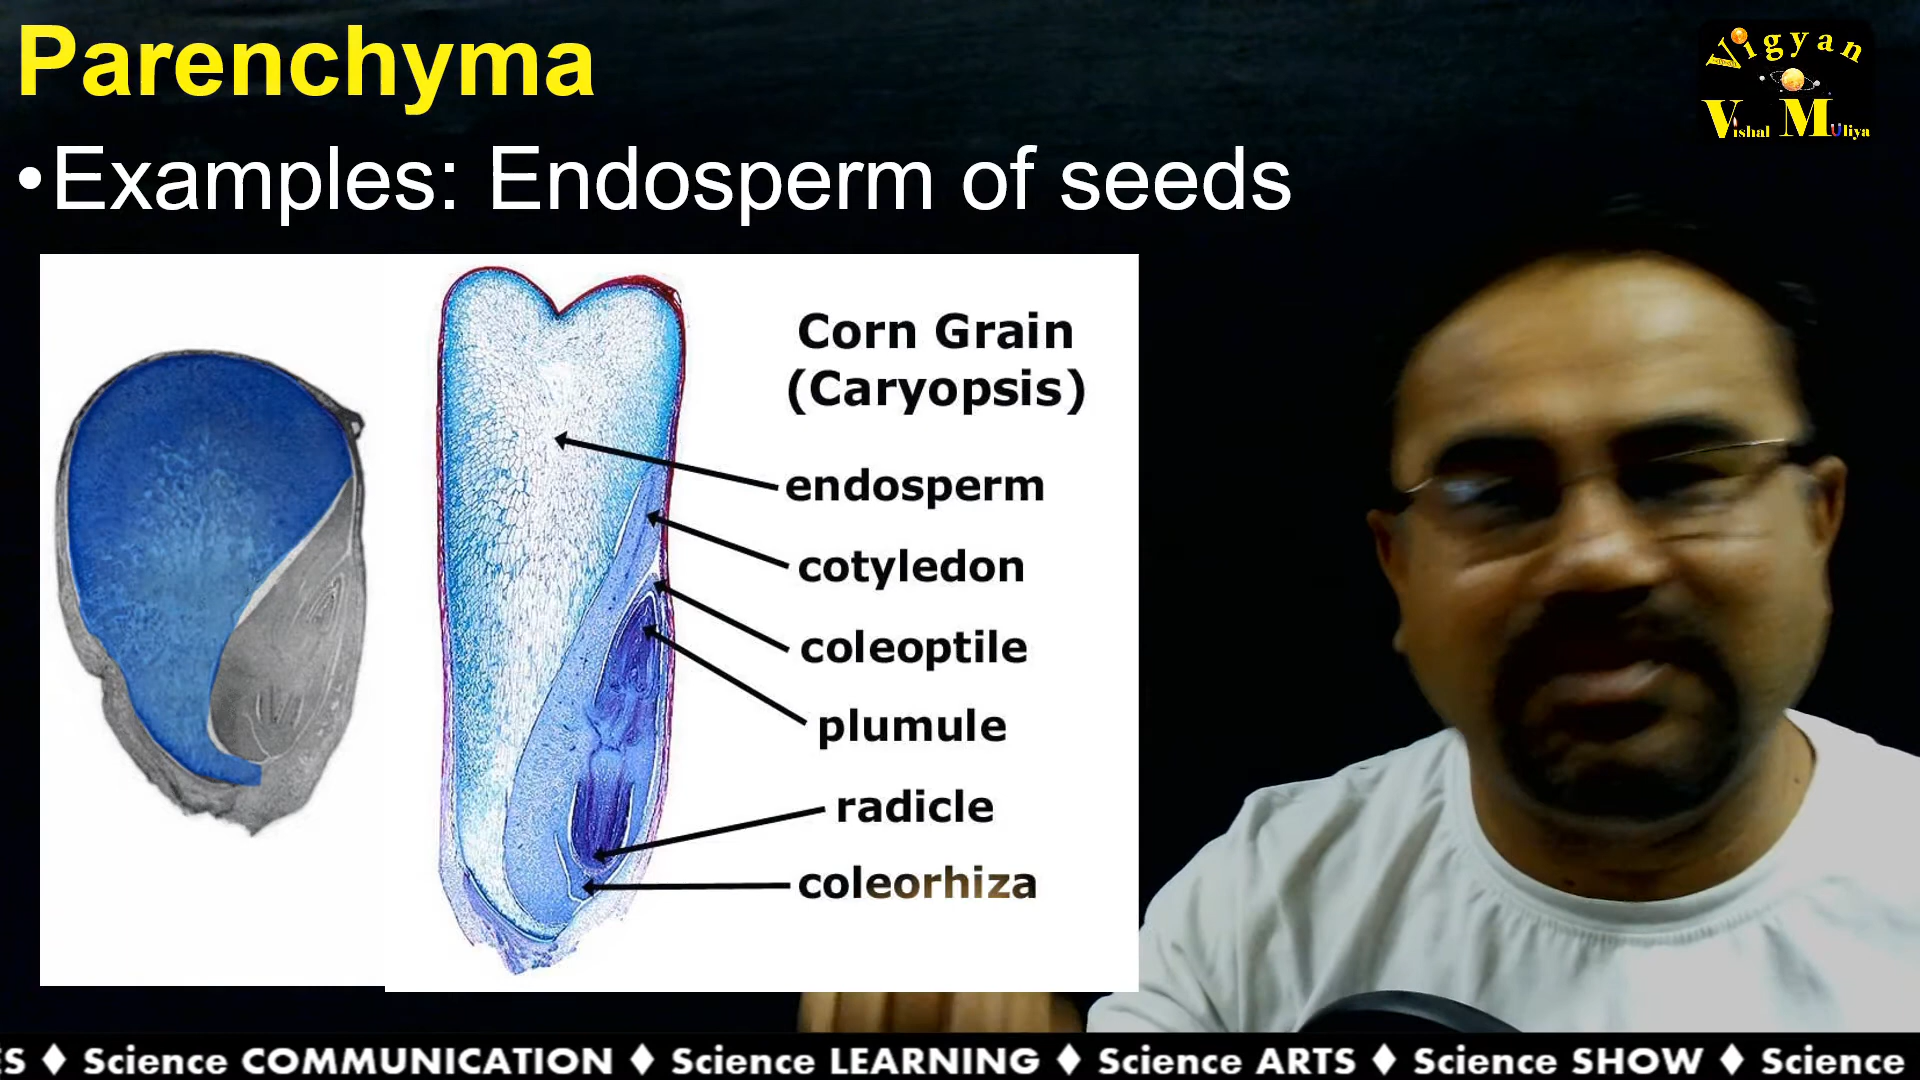 Parenchyma
Vigyan
Vishal MUliya
•Examples: Endosperm of seeds
Corn Grain
(Caryopsis)
endosperm
cotyledon
coleoptile
plumule
radicle
coleorhiza
ES ♦ Science COMMUNICATION ♦ Science LEARNING ♦ Science ARTS ♦ Science SHOW ♦ Science